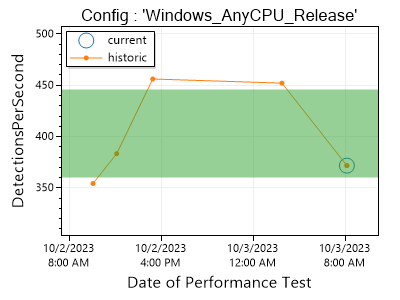 Config : 'Windows_AnyCPU_Release'
current
historic
DetectionsPerSecond
500
450
400
350
10/2/2023 10/2/2023 10/3/2023 10/3/2023
8:00 AM 4:00 PM 12:00 AM 8:00 AM
Date of Performance Test